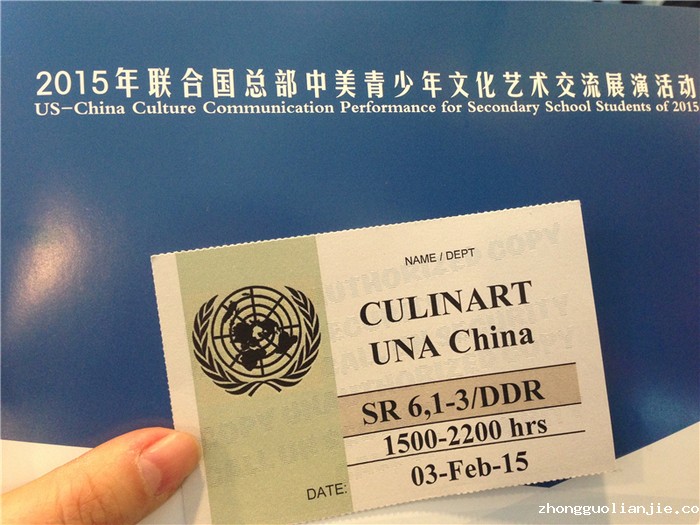 2015年联合国总部中美青少年文化艺术交流展演活动
US-China Culture Communication Performance for Secondary School Students of 2015
NAME / DEPT
CULINART
UNA China
SR 6,1-3/DDR
1500-2200 hrs
DATE:
03-Feb-15
zhongguolianjie.com